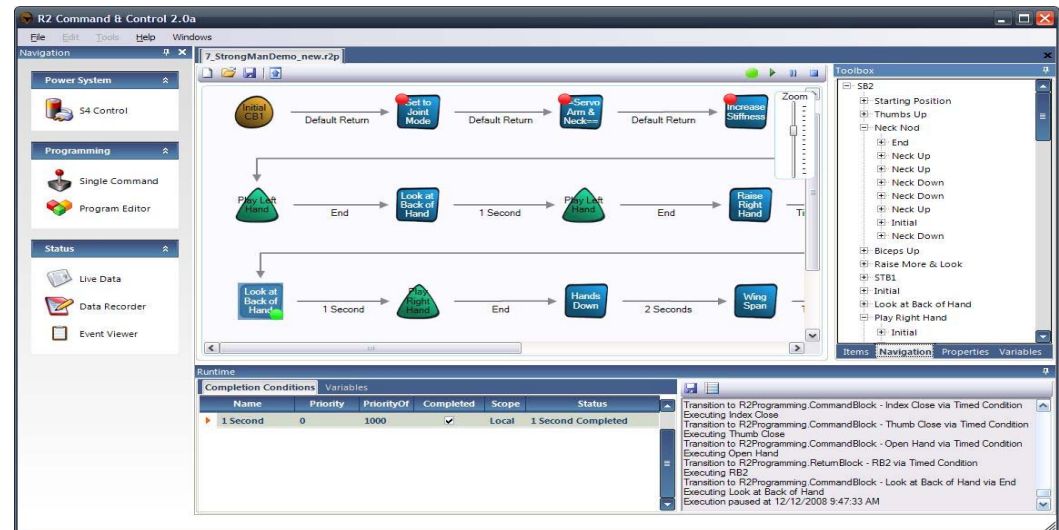 R2 Command & Control 2.0a
File Edit Tools Help Windows
Navigation
Power System
S4 Control
Programming
Single Command
Program Editor
Status
Live Data
Data Recorder
Event Viewer
7_StrongManDemo_new.r2p
Zoom
Initial CB1
Default Return
Set to Joint Mode
Default Return
=Servo Arm & Neck==
Default Return
Increase Stiffness
Play Left Hand
End
Look at Back of Hand
1 Second
Play Left Hand
End
Raise Right Hand
Look at Back of Hand
1 Second
Play Right Hand
End
Hands Down
2 Seconds
Wing Span
Toolbox
SB2
Starting Position
Thumbs Up
Neck Nod
End
Neck Up
Neck Up
Neck Down
Neck Down
Neck Up
Initial
Neck Down
Biceps Up
Raise More & Look
STB1
Initial
Look at Back of Hand
Play Right Hand
Initial
Items Navigation Properties Variables
Runtime
Completion Conditions Variables
Name Priority PriorityOf Completed Scope Status
1 Second 0 1000 Local 1 Second Completed
Transition to R2Programming.CommandBlock - Index Close via Timed Condition
Executing Index Close
Transition to R2Programming.CommandBlock - Thumb Close via Timed Condition
Executing Thumb Close
Transition to R2Programming.CommandBlock - Open Hand via Timed Condition
Executing Open Hand
Transition to R2Programming.ReturnBlock - RB2 via Timed Condition
Executing RB2
Transition to R2Programming.CommandBlock - Look at Back of Hand via End
Executing Look at Back of Hand
Execution paused at 12/12/2008 9:47:33 AM